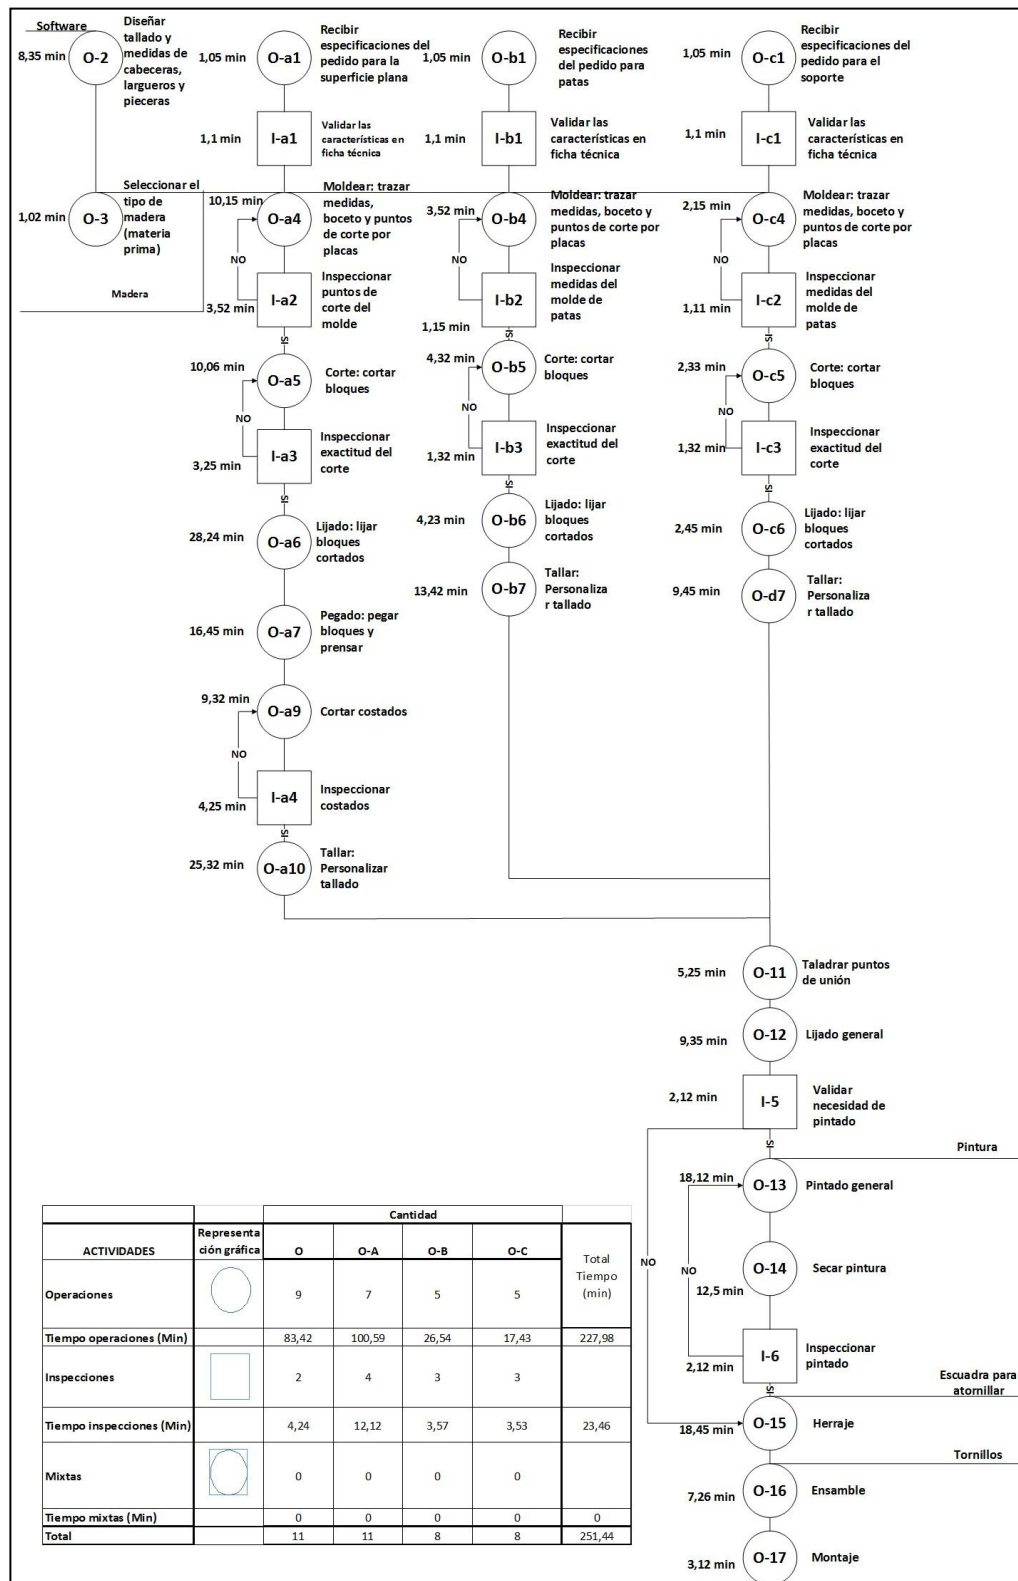 Software
8,35 min
O-2
Diseñar
tallado y
medidas de
cabeceras,
largueros y
pieceras
1,02 min
O-3
Seleccionar el
tipo de
madera
(materia
prima)
Madera
1,05 min
O-a1
Recibir
especificaciones del
pedido para la
superficie plana
1,1 min
I-a1
Validar las
características en
ficha técnica
10,15 min
O-a4
Moldear: trazar
medidas,
boceto y puntos
de corte por
placas
NO
3,52 min
I-a2
Inspeccionar
puntos de
corte del
molde
SI
10,06 min
O-a5
Corte: cortar
bloques
NO
3,25 min
I-a3
Inspeccionar
exactitud del
corte
SI
28,24 min
O-a6
Lijado: lijar
bloques
cortados
16,45 min
O-a7
Pegado: pegar
bloques y
prensar
9,32 min
O-a9
Cortar costados
NO
4,25 min
I-a4
Inspeccionar
costados
SI
25,32 min
O-a10
Tallar:
Personalizar
tallado
1,05 min
O-b1
Recibir
especificaciones
del pedido para
patas
1,1 min
I-b1
Validar las
características en
ficha técnica
3,52 min
O-b4
Moldear: trazar
medidas, boceto y
puntos de corte por
placas
NO
1,15 min
I-b2
Inspeccionar
medidas del
molde de
patas
SI
4,32 min
O-b5
Corte: cortar
bloques
NO
1,32 min
I-b3
Inspeccionar
exactitud del
corte
SI
4,23 min
O-b6
Lijado: lijar
bloques
cortados
13,42 min
O-b7
Tallar:
Personaliza
r tallado
1,05 min
O-c1
Recibir
especificaciones del
pedido para el
soporte
1,1 min
I-c1
Validar las
características en
ficha técnica
2,15 min
O-c4
Moldear: trazar
medidas, boceto y
puntos de corte por
placas
NO
1,11 min
I-c2
Inspeccionar
medidas del
molde de
patas
SI
2,33 min
O-c5
Corte: cortar
bloques
NO
1,32 min
I-c3
Inspeccionar
exactitud del
corte
SI
2,45 min
O-c6
Lijado: lijar
bloques
cortados
9,45 min
O-d7
Tallar:
Personaliza
r tallado
5,25 min
O-11
Taladrar puntos
de unión
9,35 min
O-12
Lijado general
2,12 min
I-5
Validar
necesidad de
pintado
SI
NO
Pintura
18,12 min
O-13
Pintado general
NO
12,5 min
O-14
Secar pintura
2,12 min
I-6
Inspeccionar
pintado
SI
Escuadra para
atornillar
18,45 min
O-15
Herraje
Tornillos
7,26 min
O-16
Ensamble
3,12 min
O-17
Montaje
Cantidad
ACTIVIDADES Representa
ción gráfica O O-A O-B O-C Total
Tiempo
(min)
Operaciones 9 7 5 5
Tiempo operaciones (Min) 83,42 100,59 26,54 17,43 227,98
Inspecciones 2 4 3 3
Tiempo inspecciones (Min) 4,24 12,12 3,57 3,53 23,46
Mixtas 0 0 0 0
Tiempo mixtas (Min) 0 0 0 0 0
Total 11 11 8 8 251,44